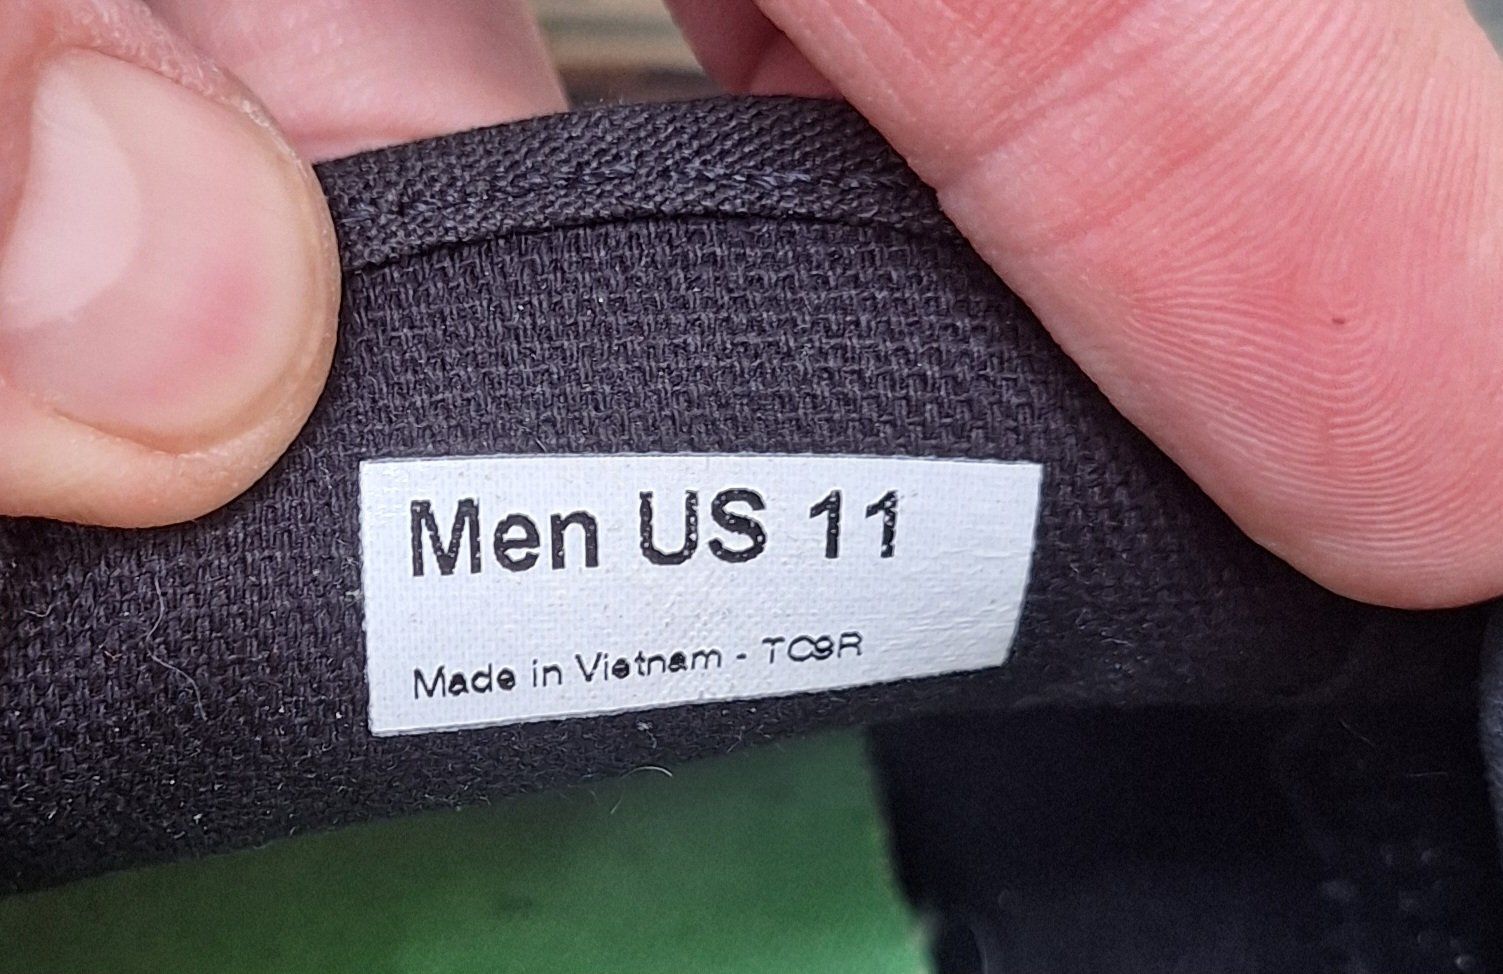 Men US 11
Made in Vietnam - TC9R